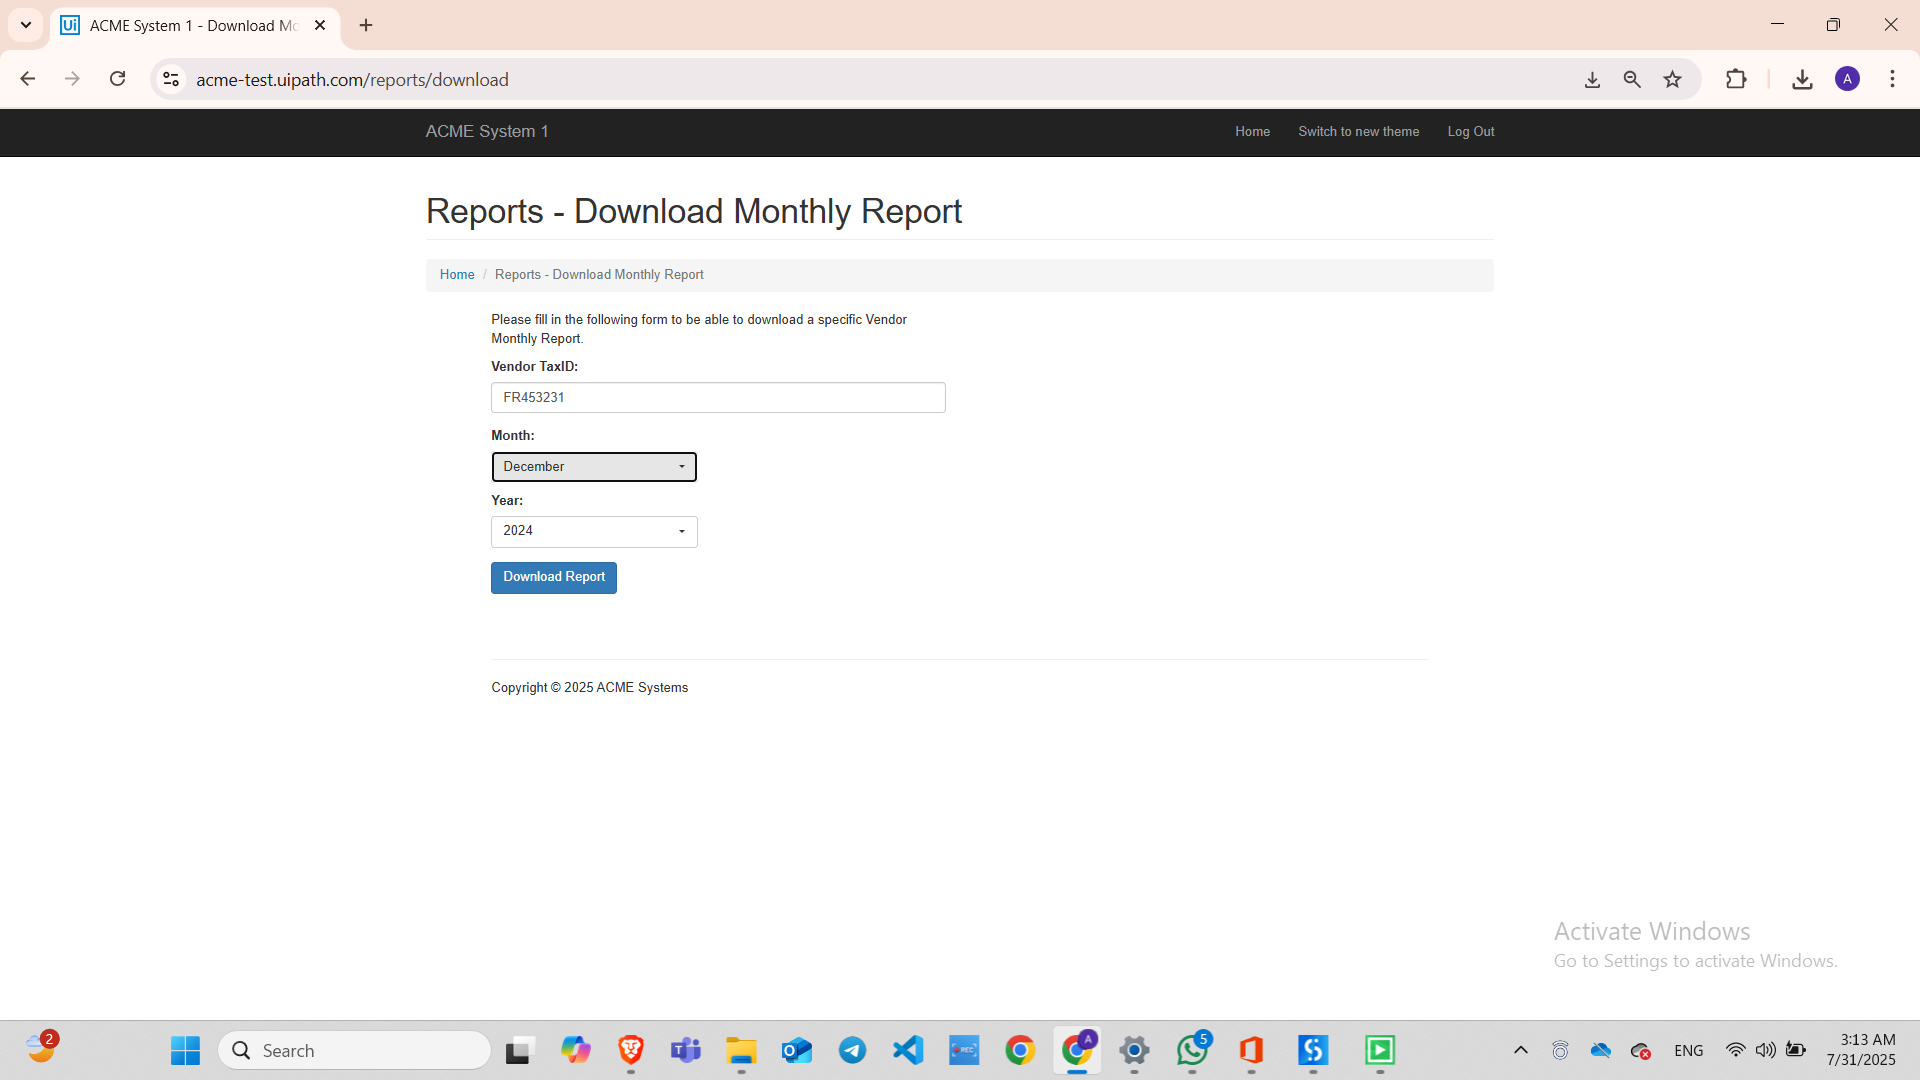 ACME System 1 - Download Mo
acme-test.uipath.com/reports/download
A
ACME System 1
Home
Switch to new theme
Log Out
Reports - Download Monthly Report
Home / Reports - Download Monthly Report
Please fill in the following form to be able to download a specific Vendor
Monthly Report.
Vendor TaxID:
FR453231
Month:
December
Year:
2024
Download Report
Copyright © 2025 ACME Systems
Activate Windows
Go to Settings to activate Windows.
2
Search
REC
A
5
ENG
3:13 AM
7/31/2025